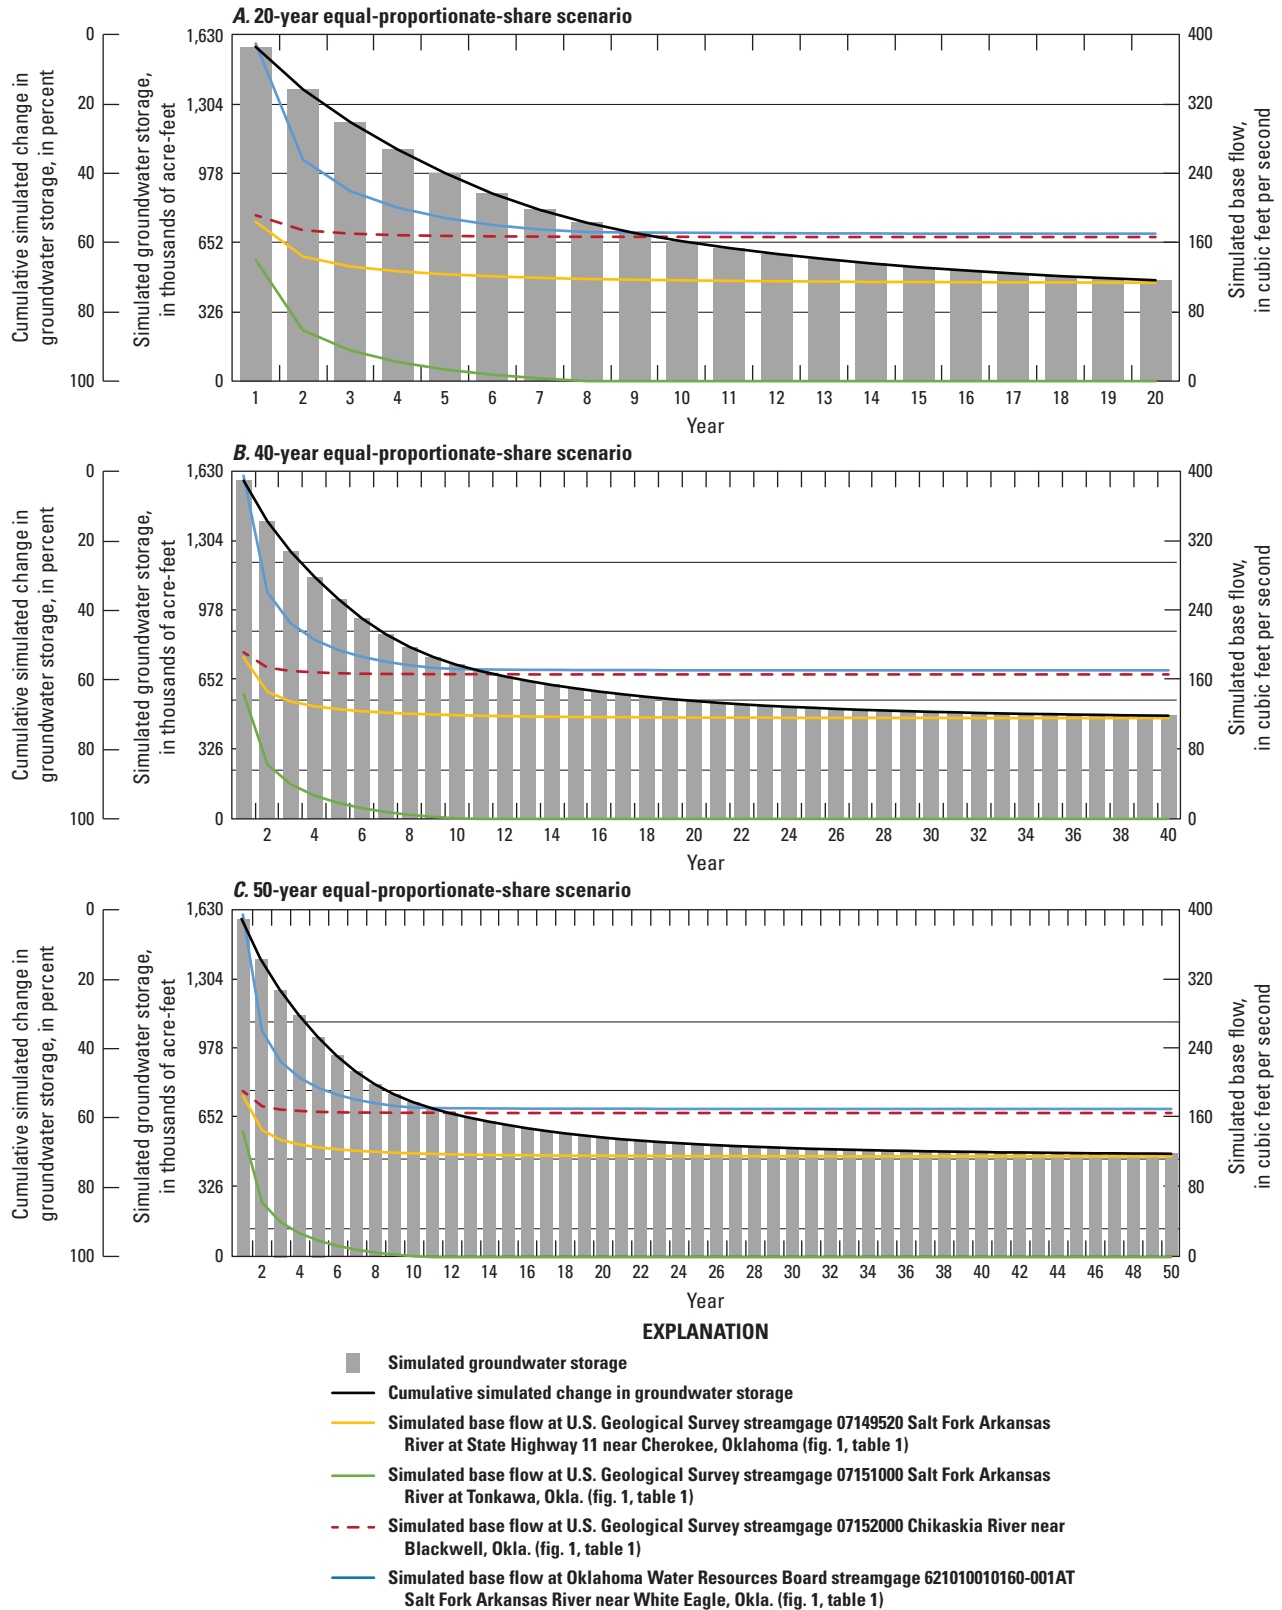 A. 20-year equal-proportionate-share scenario
Cumulative simulated change in
groundwater storage, in percent
0
20
40
60
80
100
Simulated groundwater storage,
in thousands of acre-feet
1,630
1,304
978
652
326
0
400
320
240
160
80
0
Simulated base flow,
in cubic feet per second
1 2 3 4 5 6 7 8 9 10 11 12 13 14 15 16 17 18 19 20
Year
B. 40-year equal-proportionate-share scenario
Cumulative simulated change in
groundwater storage, in percent
0
20
40
60
80
100
Simulated groundwater storage,
in thousands of acre-feet
1,630
1,304
978
652
326
0
400
320
240
160
80
0
Simulated base flow,
in cubic feet per second
2 4 6 8 10 12 14 16 18 20 22 24 26 28 30 32 34 36 38 40
Year
C. 50-year equal-proportionate-share scenario
Cumulative simulated change in
groundwater storage, in percent
0
20
40
60
80
100
Simulated groundwater storage,
in thousands of acre-feet
1,630
1,304
978
652
326
0
400
320
240
160
80
0
Simulated base flow,
in cubic feet per second
2 4 6 8 10 12 14 16 18 20 22 24 26 28 30 32 34 36 38 40 42 44 46 48 50
Year
EXPLANATION
Simulated groundwater storage
Cumulative simulated change in groundwater storage
Simulated base flow at U.S. Geological Survey streamgage 07149520 Salt Fork Arkansas
River at State Highway 11 near Cherokee, Oklahoma (fig. 1, table 1)
Simulated base flow at U.S. Geological Survey streamgage 07151000 Salt Fork Arkansas
River at Tonkawa, Okla. (fig. 1, table 1)
Simulated base flow at U.S. Geological Survey streamgage 07152000 Chikaskia River near
Blackwell, Okla. (fig. 1, table 1)
Simulated base flow at Oklahoma Water Resources Board streamgage 621010010160-001AT
Salt Fork Arkansas River near White Eagle, Okla. (fig. 1, table 1)